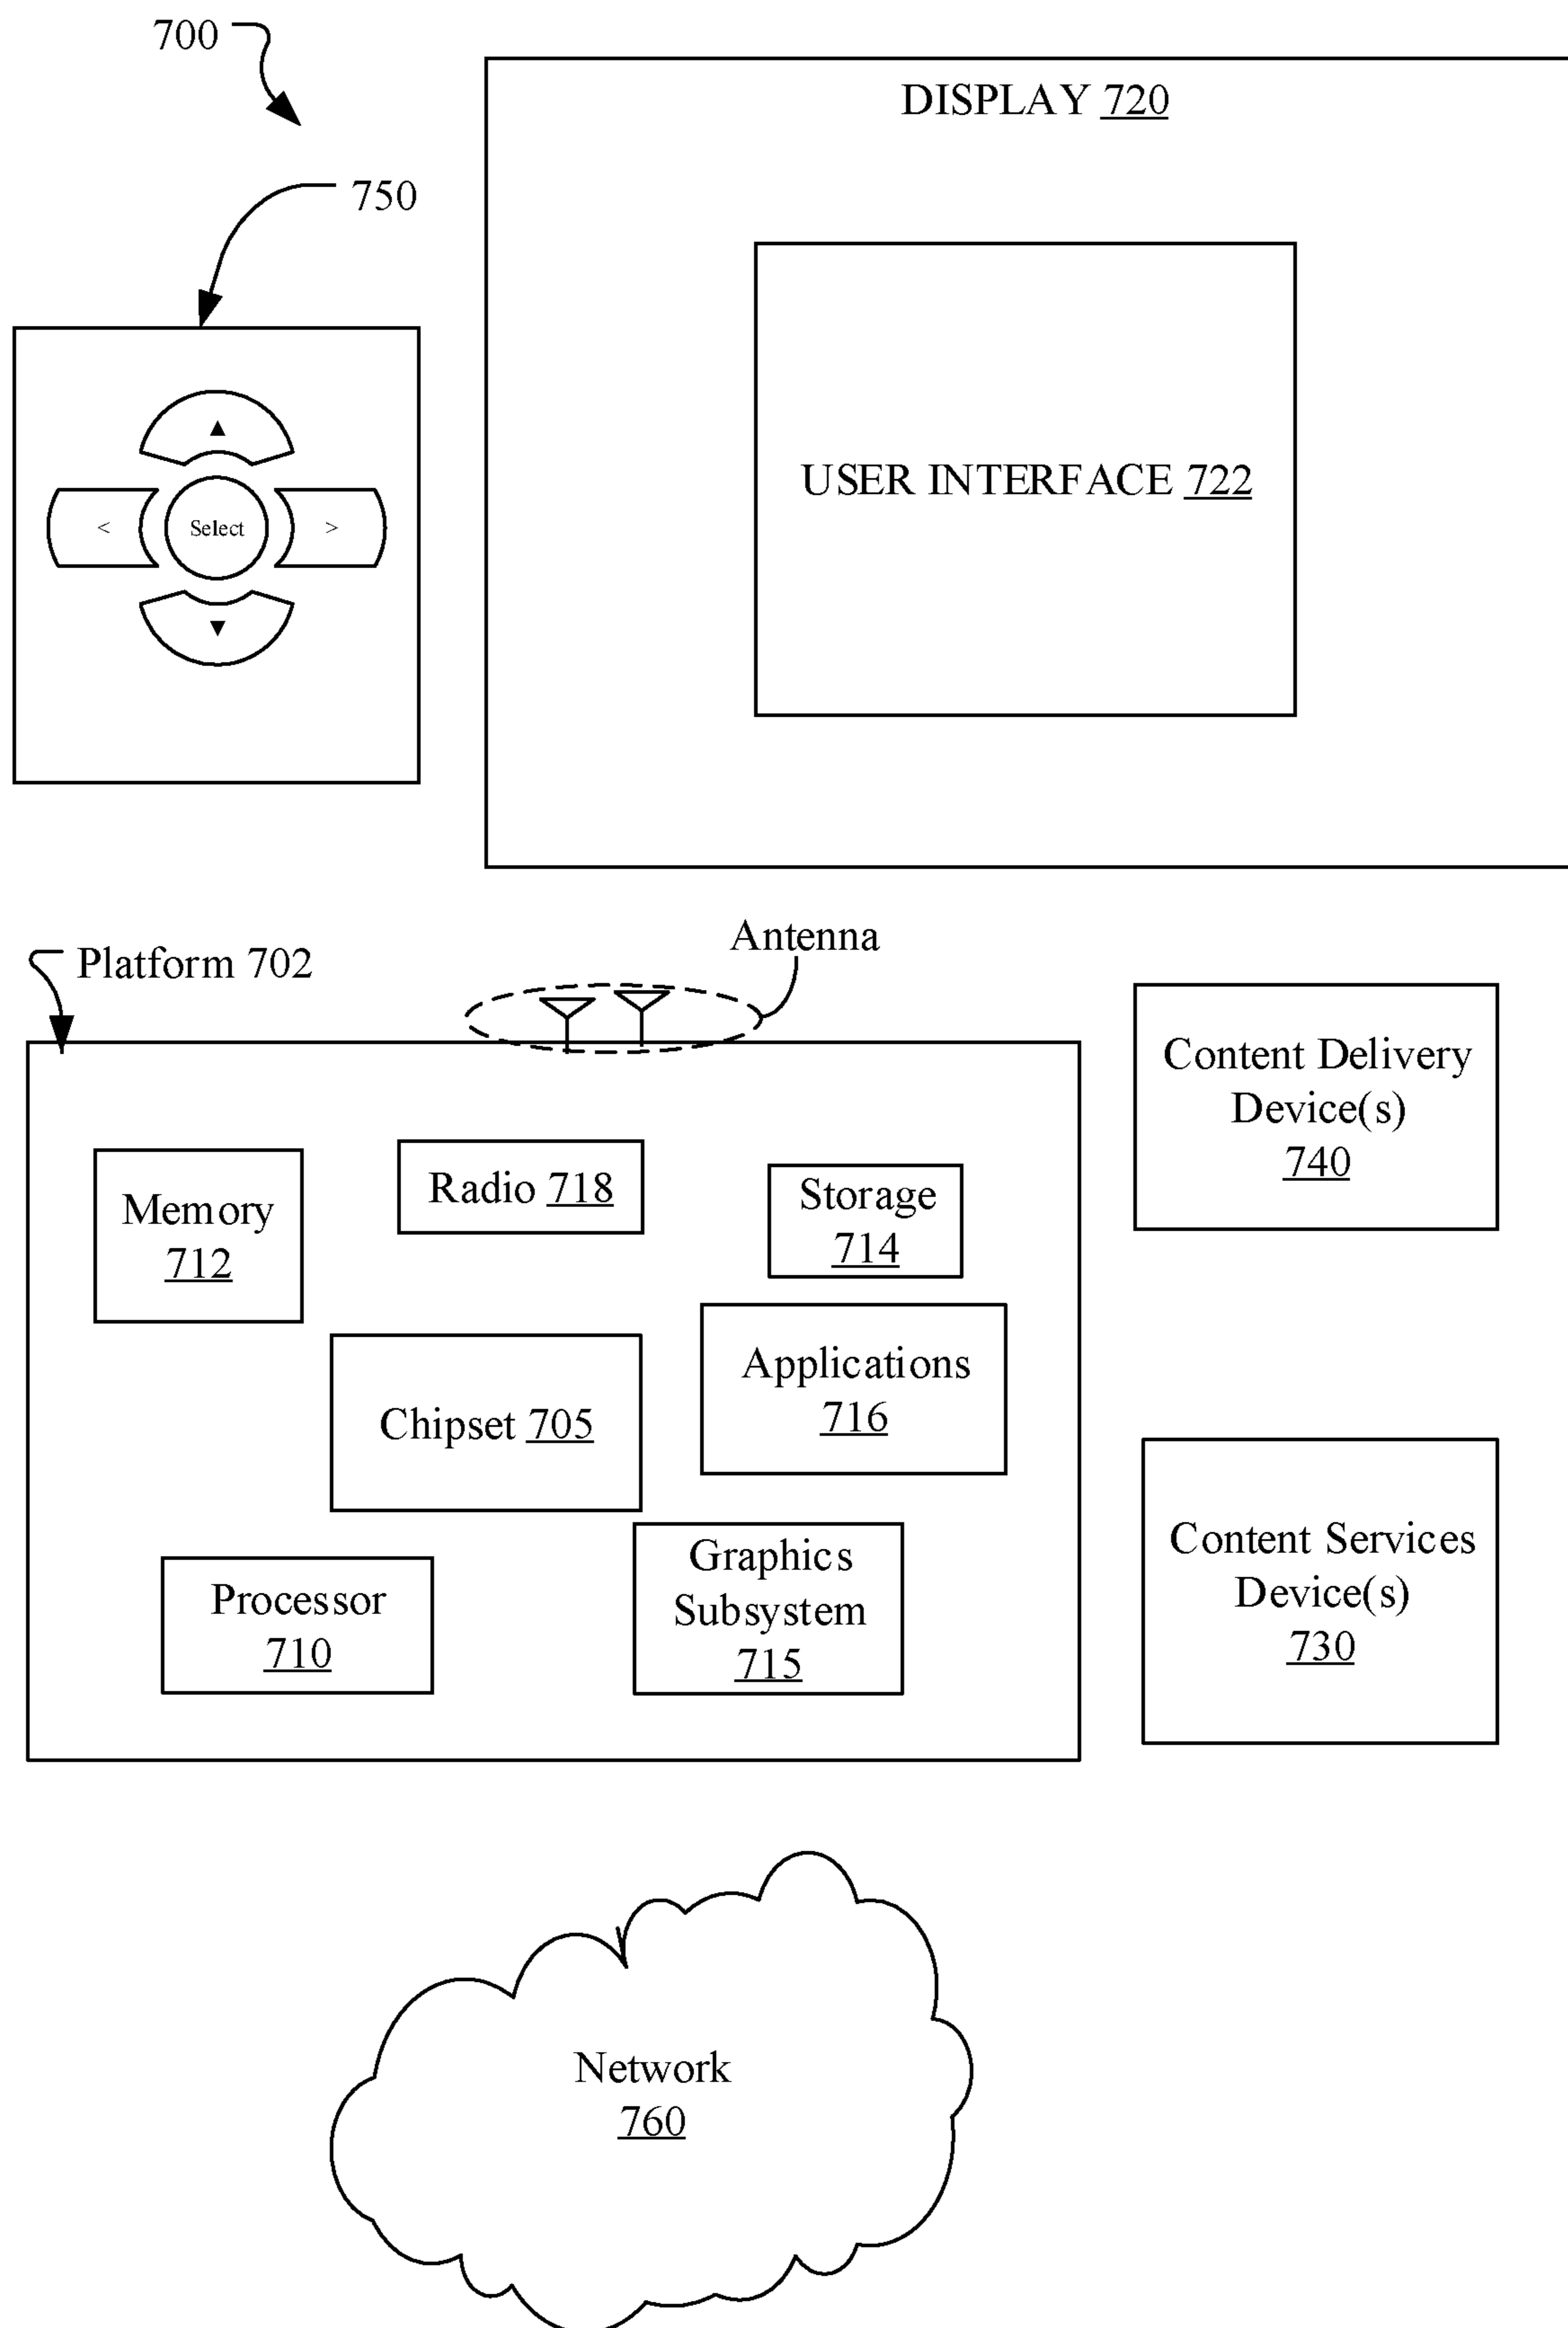 700
DISPLAY 720
750
▲
USER INTERFACE 722
< Select >
▼
Antenna
Platform 702
Content Delivery
Device(s)
740
Memory
712
Radio 718
Storage
714
Applications
716
Chipset 705
Content Services
Device(s)
730
Graphics
Subsystem
715
Processor
710
Network
760